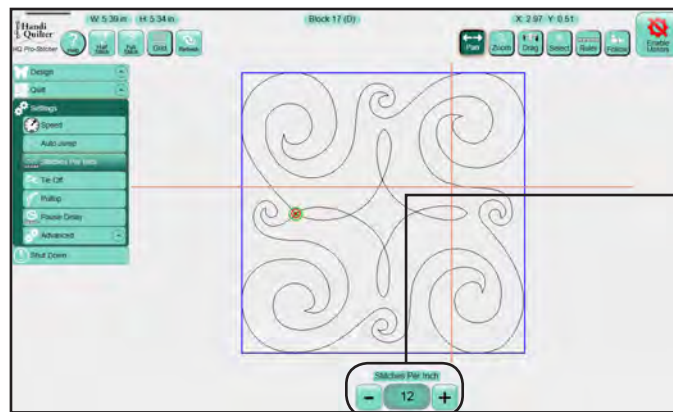 Handi Quilter
HQ Pro-Stitcher
W: 5.39 in H: 5.34 in
Block 17 (D)
X: 2.97 Y: 0.51
Help
Half Stitch
Full Stitch
Grid
Refresh
Pan
Zoom
Drag
Select
Ruler
Follow
Enable Motors
Design
Quilt
Settings
Speed
Auto Jump
Stitches Per Inch
Tie Off
Pullup
Pause Delay
Advanced
Shut Down
Stitches Per Inch
- 12 +